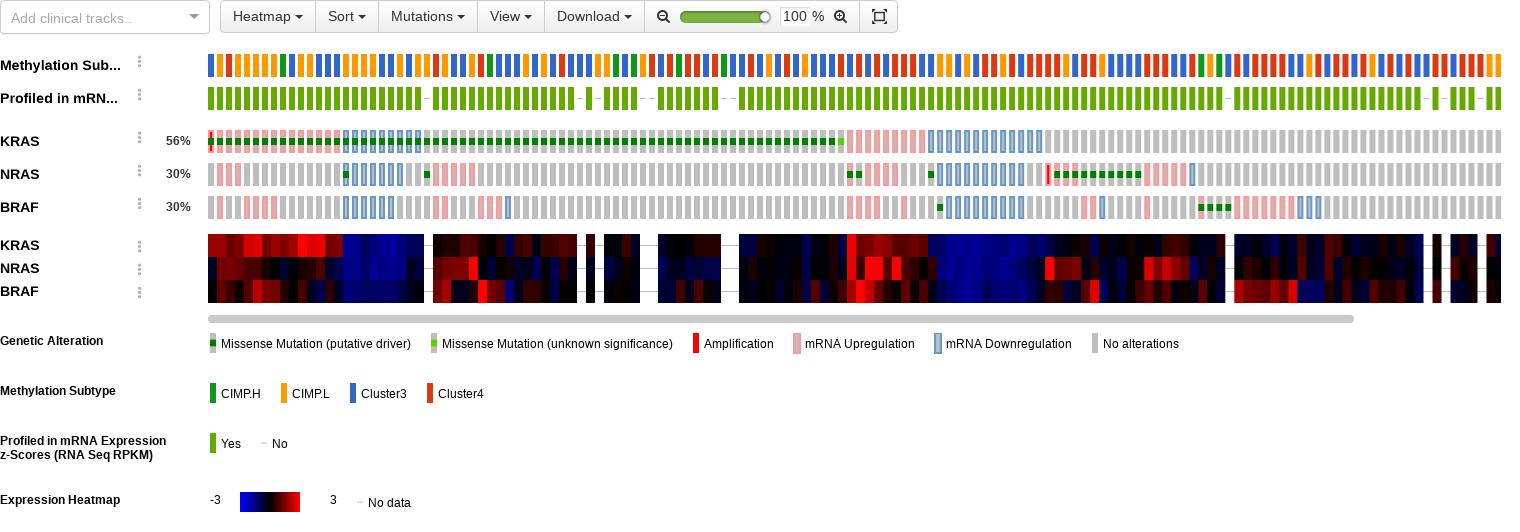 Add clinical tracks..
Heatmap Sort Mutations View Download 100 %
Methylation Sub...
Profiled in mRN...
KRAS 56%
NRAS 30%
BRAF 30%
KRAS
NRAS
BRAF
Genetic Alteration Missense Mutation (putative driver) Missense Mutation (unknown significance) Amplification mRNA Upregulation mRNA Downregulation No alterations
Methylation Subtype CIMP.H CIMP.L Cluster3 Cluster4
Profiled in mRNA Expression
z-Scores (RNA Seq RPKM) Yes No
Expression Heatmap -3 3 No data